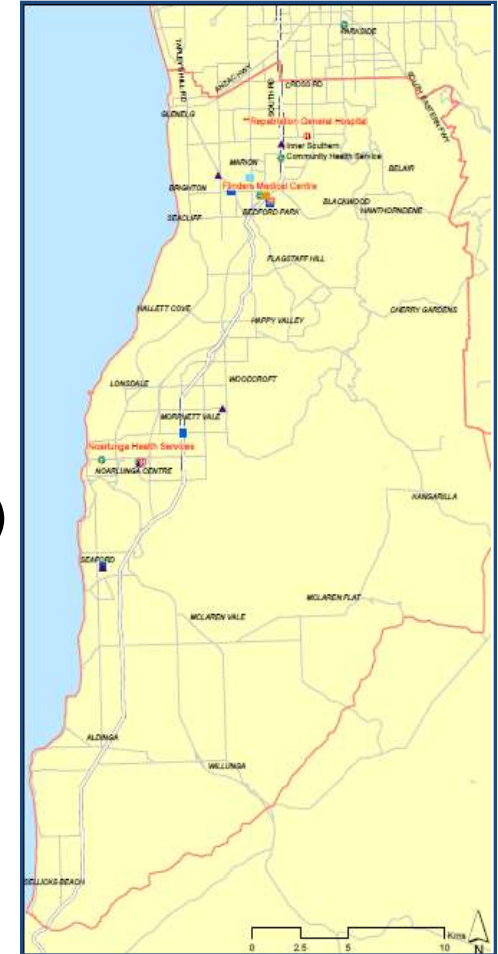 PARKSIDE
TAPLEYS HILL RD
ANZAC HWY
SOUTH RD
CROSS RD
SOUTH EASTERN FWY
GLENELG
**Repatriation General Hospital
Inner Southern
Community Health Service
MARION
BELAIR
BRIGHTON
Flinders Medical Centre
BLACKWOOD
HAWTHORNDENE
SEACLIFF
BEDFORD PARK
FLAGSTAFF HILL
HALLETT COVE
HAPPY VALLEY
CHERRY GARDENS
LONSDALE
WOODCROFT
MORPHETT VALE
Noarlunga Health Services
NOARLUNGA CENTRE
KANGARILLA
SEAFORD
MCLAREN FLAT
MCLAREN VALE
ALDINGA
WILLUNGA
SELLICKS BEACH
0 2.5 5 10
Kms
N
)